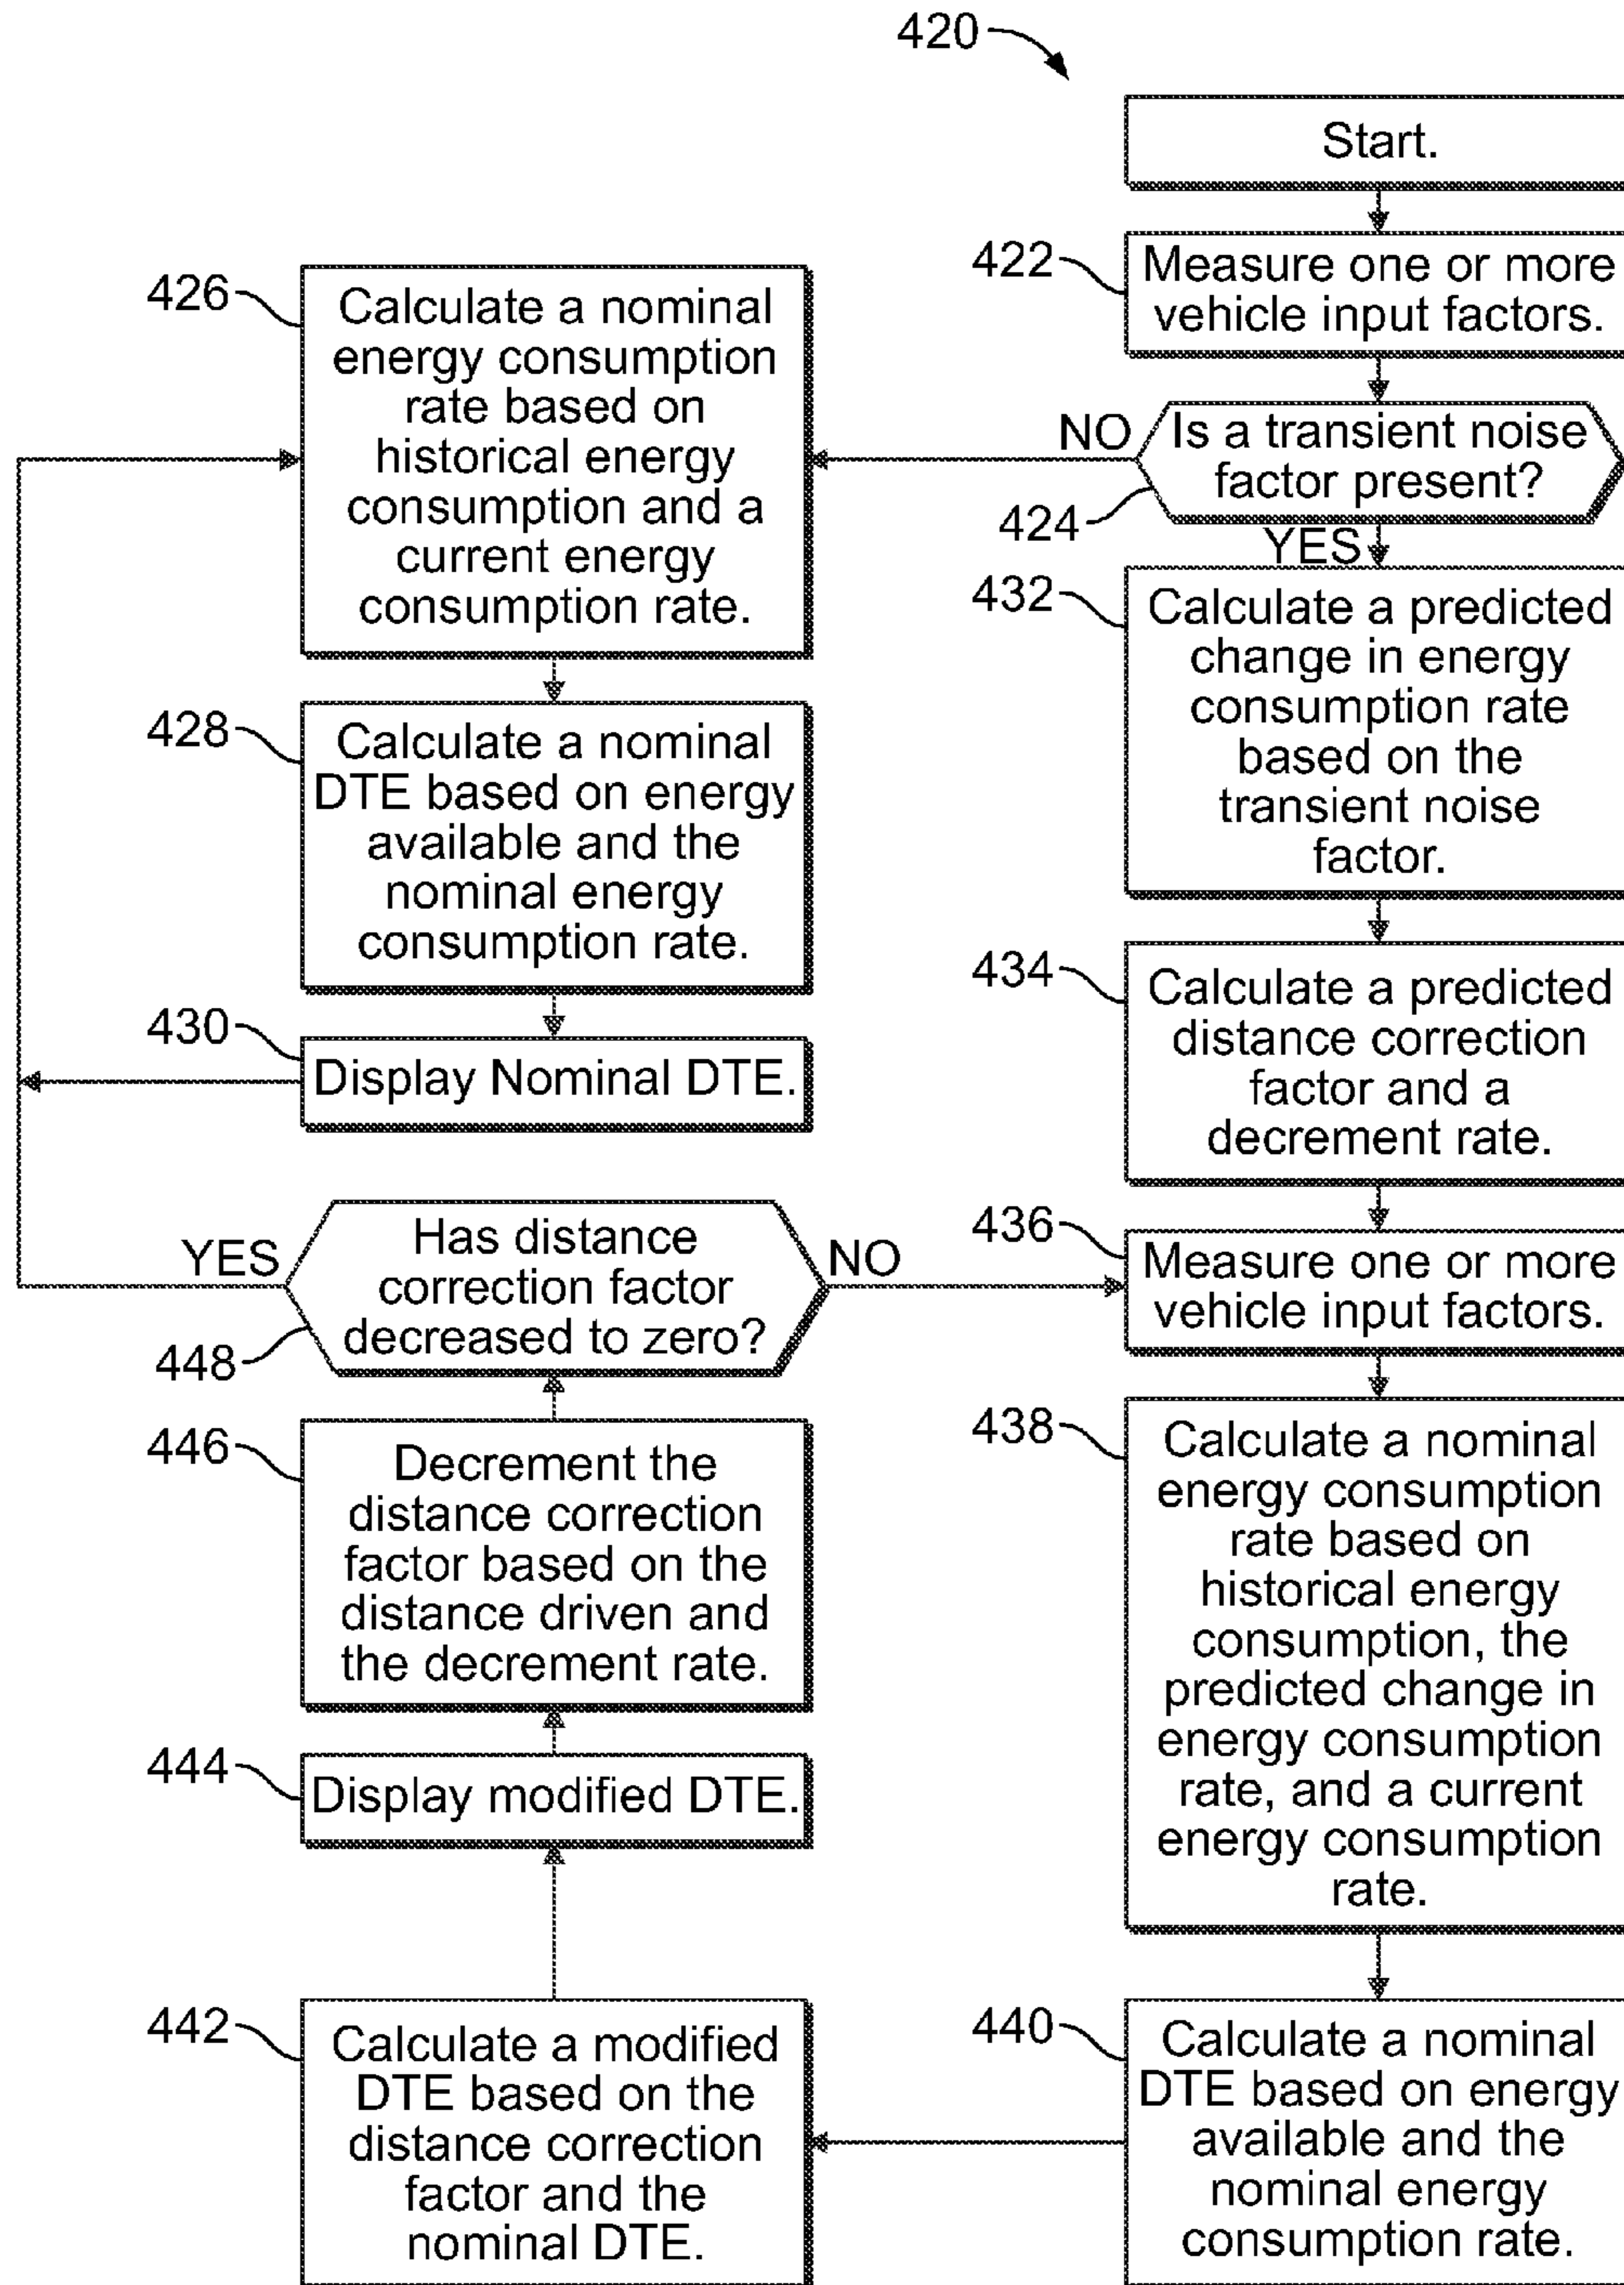 420
Start.
422
Measure one or more
vehicle input factors.
424
Is a transient noise
factor present?
NO
YES
426
Calculate a nominal
energy consumption
rate based on
historical energy
consumption and a
current energy
consumption rate.
428
Calculate a nominal
DTE based on energy
available and the
nominal energy
consumption rate.
430
Display Nominal DTE.
432
Calculate a predicted
change in energy
consumption rate
based on the
transient noise
factor.
434
Calculate a predicted
distance correction
factor and a
decrement rate.
436
Measure one or more
vehicle input factors.
438
Calculate a nominal
energy consumption
rate based on
historical energy
consumption, the
predicted change in
energy consumption
rate, and a current
energy consumption
rate.
440
Calculate a nominal
DTE based on energy
available and the
nominal energy
consumption rate.
442
Calculate a modified
DTE based on the
distance correction
factor and the
nominal DTE.
444
Display modified DTE.
446
Decrement the
distance correction
factor based on the
distance driven and
the decrement rate.
448
Has distance
correction factor
decreased to zero?
YES
NO